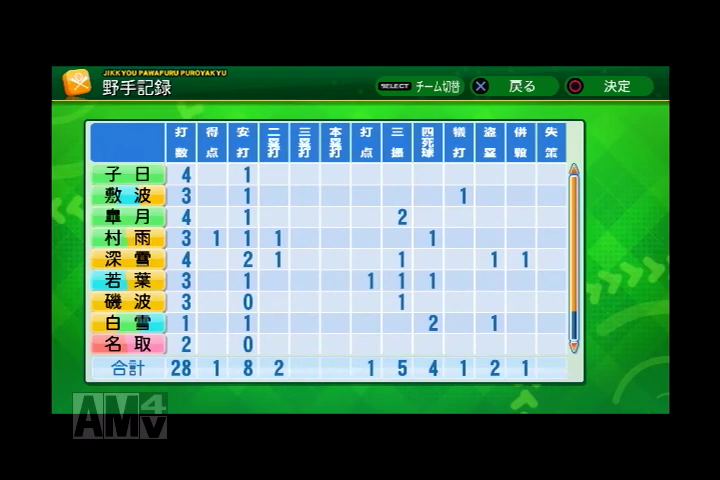 JIKKYOU PAWAFURU PUROYAKYU
野手記録
SELECT チーム切替 戻る 決定
打数 得点 安打 二塁打 三塁打 本塁打 打点 三振 四死球 犠打 盗塁 併殺 失策
子日 4 1
敷波 3 1 1
皐月 4 1 2
村雨 3 1 1 1 1
深雪 4 2 1 1 1 1
若葉 3 1 1 1 1
磯波 3 0 1
白雪 1 1 2 1
名取 2 0
合計 28 1 8 2 1 5 4 1 2 1
AMV4